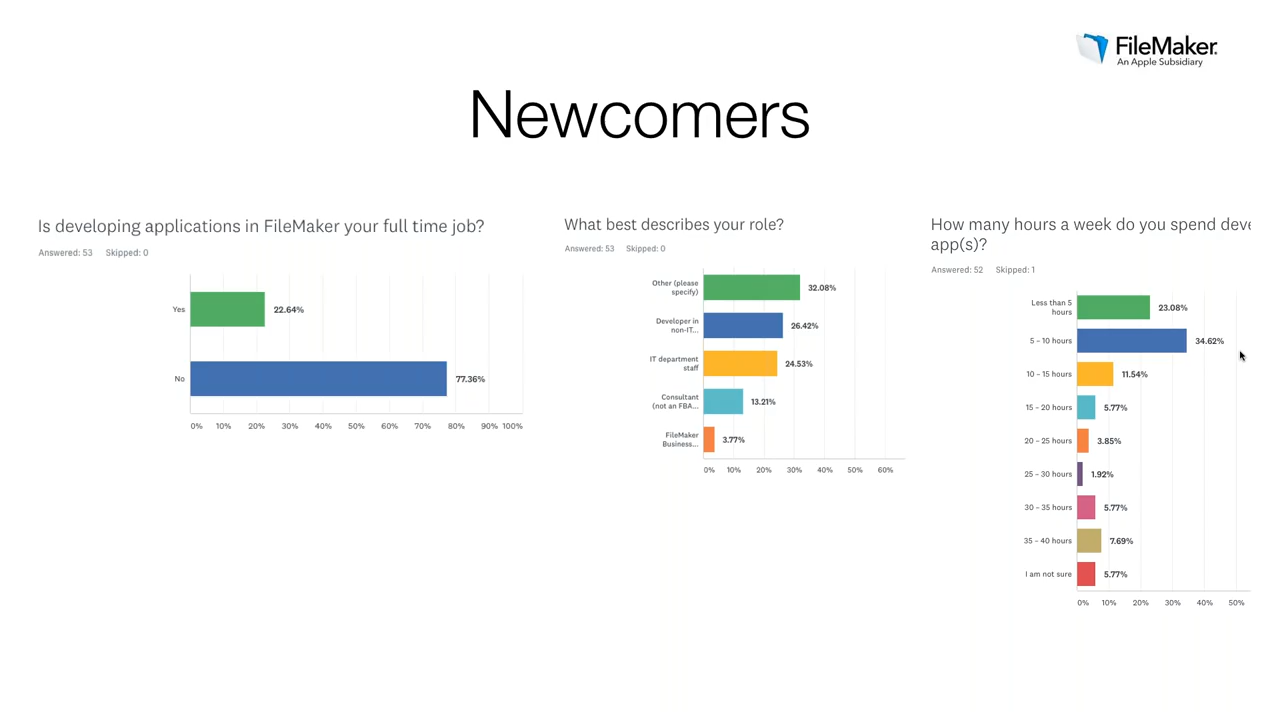 FileMaker
An Apple Subsidiary
Newcomers
Is developing applications in FileMaker your full time job?
Answered: 53 Skipped: 0
Yes
22.64%
No
77.36%
0% 10% 20% 30% 40% 50% 60% 70% 80% 90% 100%
What best describes your role?
Answered: 53 Skipped: 0
Other (please
specify)
32.08%
Developer in
non-IT...
26.42%
IT department
staff
24.53%
Consultant
(not an FBA...
13.21%
FileMaker
Business...
3.77%
0% 10% 20% 30% 40% 50% 60%
How many hours a week do you spend deve
app(s)?
Answered: 52 Skipped: 1
Less than 5
hours
23.08%
5 – 10 hours
34.62%
10 – 15 hours
11.54%
15 – 20 hours
5.77%
20 – 25 hours
3.85%
25 – 30 hours
1.92%
30 – 35 hours
5.77%
35 – 40 hours
7.69%
I am not sure
5.77%
0% 10% 20% 30% 40% 50%